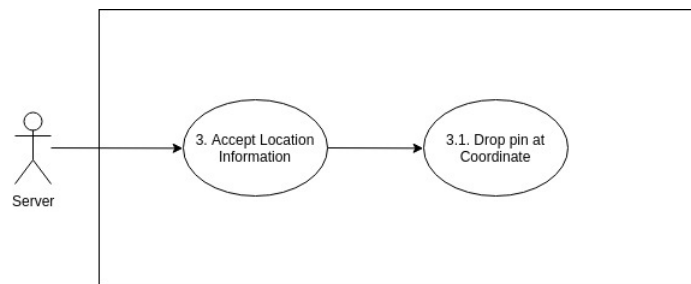 3. Accept Location
Information
3.1. Drop pin at
Coordinate
Server